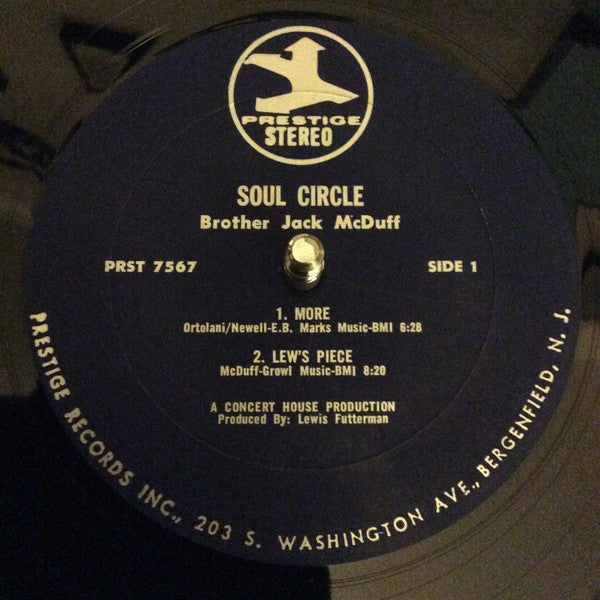 PRESTIGE
STEREO
SOUL CIRCLE
Brother Jack McDuff
PRST 7567
SIDE 1
1. MORE
Ortolani/Newell-E.B. Marks Music-BMI 6:28
2. LEW'S PIECE
McDuff-Growl Music-BMI 8:20
A CONCERT HOUSE PRODUCTION
Produced By: Lewis Futterman
PRESTIGE RECORDS INC., 203 S. WASHINGTON AVE., BERGENFIELD, N. J.